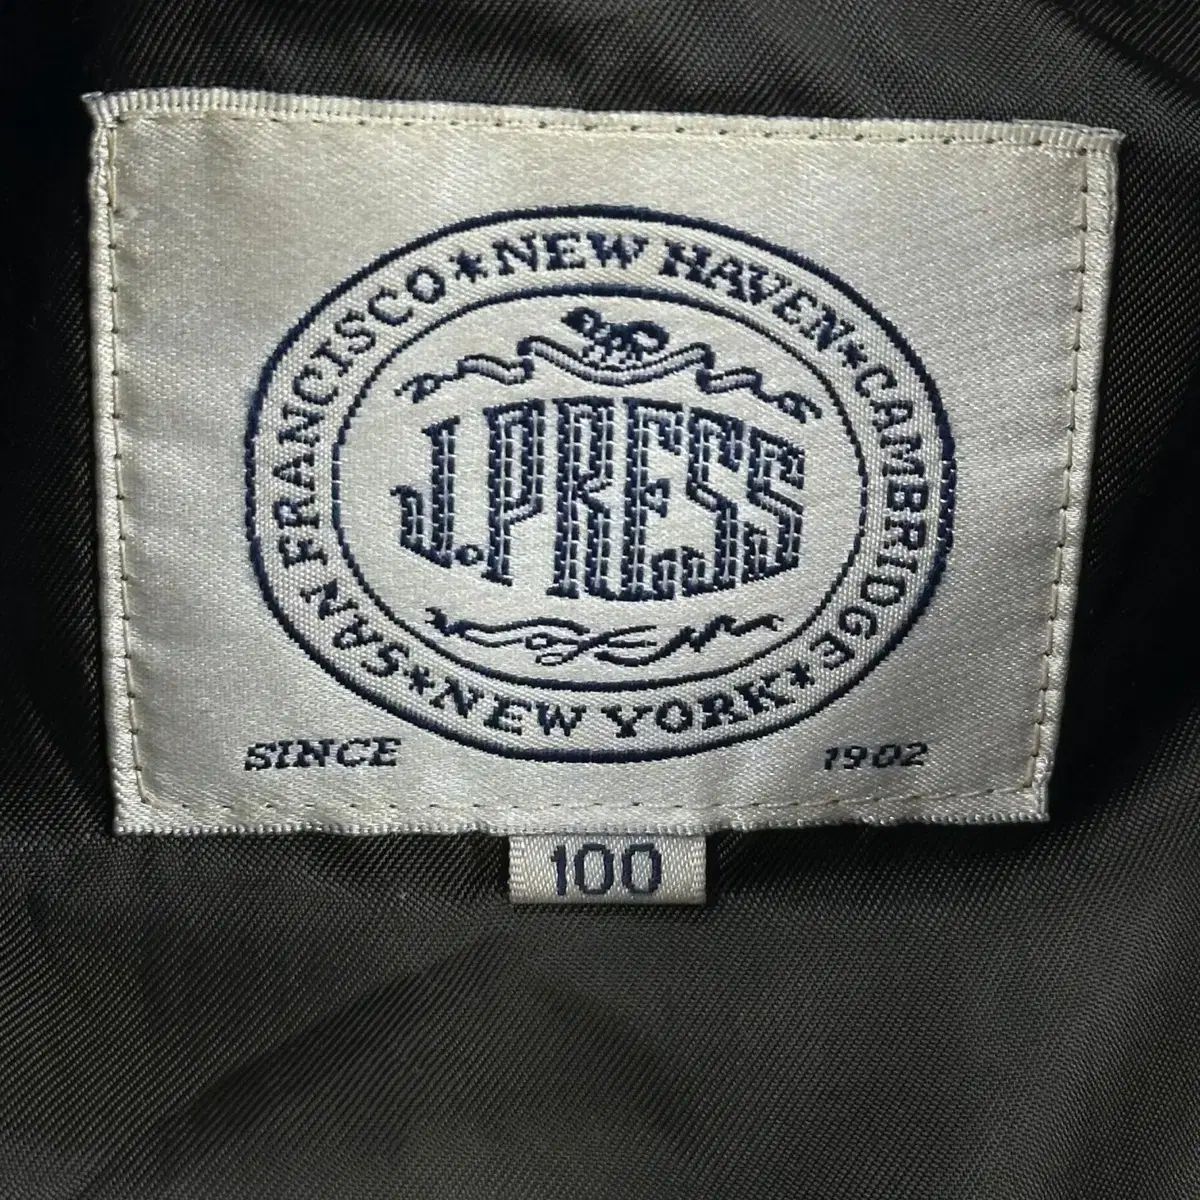 SAN FRANCISCO*NEW HAVEN*CAMBRIDGE*NEW YORK*
J.PRESS
SINCE 1902
100